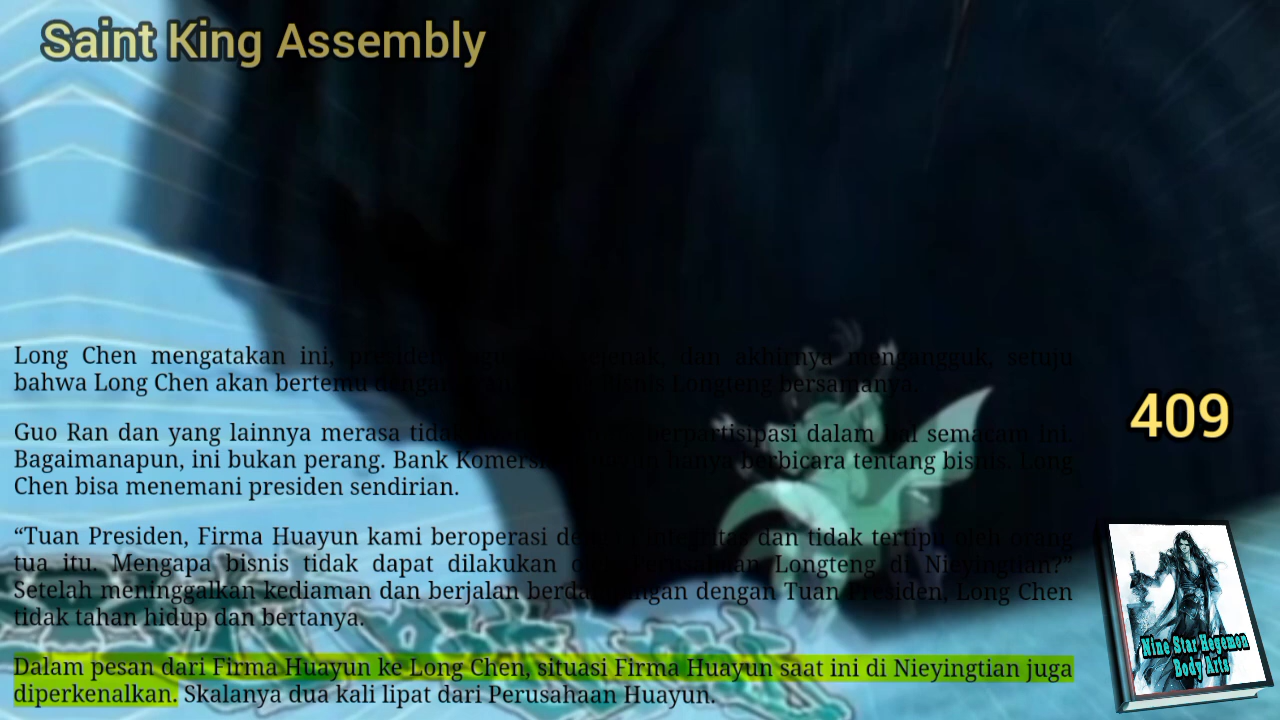 Saint King Assembly
Long Chen mengatakan ini, presiden sejenak, dan akhirnya mengangguk, setuju
bahwa Long Chen akan bertemu dengan bisnis Longteng bersamanya.
Guo Ran dan yang lainnya merasa berpartisipasi dalam hal semacam ini.
Bagaimanapun, ini bukan perang. Bank hanya berbicara tentang bisnis. Long
Chen bisa menemani presiden sendirian.
“Tuan Presiden, Firma Huayun kami beroperasi dengan integritas dan tidak tertipu oleh orang
tua itu. Mengapa bisnis tidak dapat dilakukan Longteng di Nieyingtian?”
Setelah meninggalkan kediaman dan berjalan berdampingan dengan Tuan Presiden, Long Chen
tidak tahan hidup dan bertanya.
Dalam pesan dari Firma Huayun ke Long Chen, situasi Firma Huayun saat ini di Nieyingtian juga
diperkenalkan. Skalanya dua kali lipat dari Perusahaan Huayun.
409
Nine Star Hegemon
Body Arts